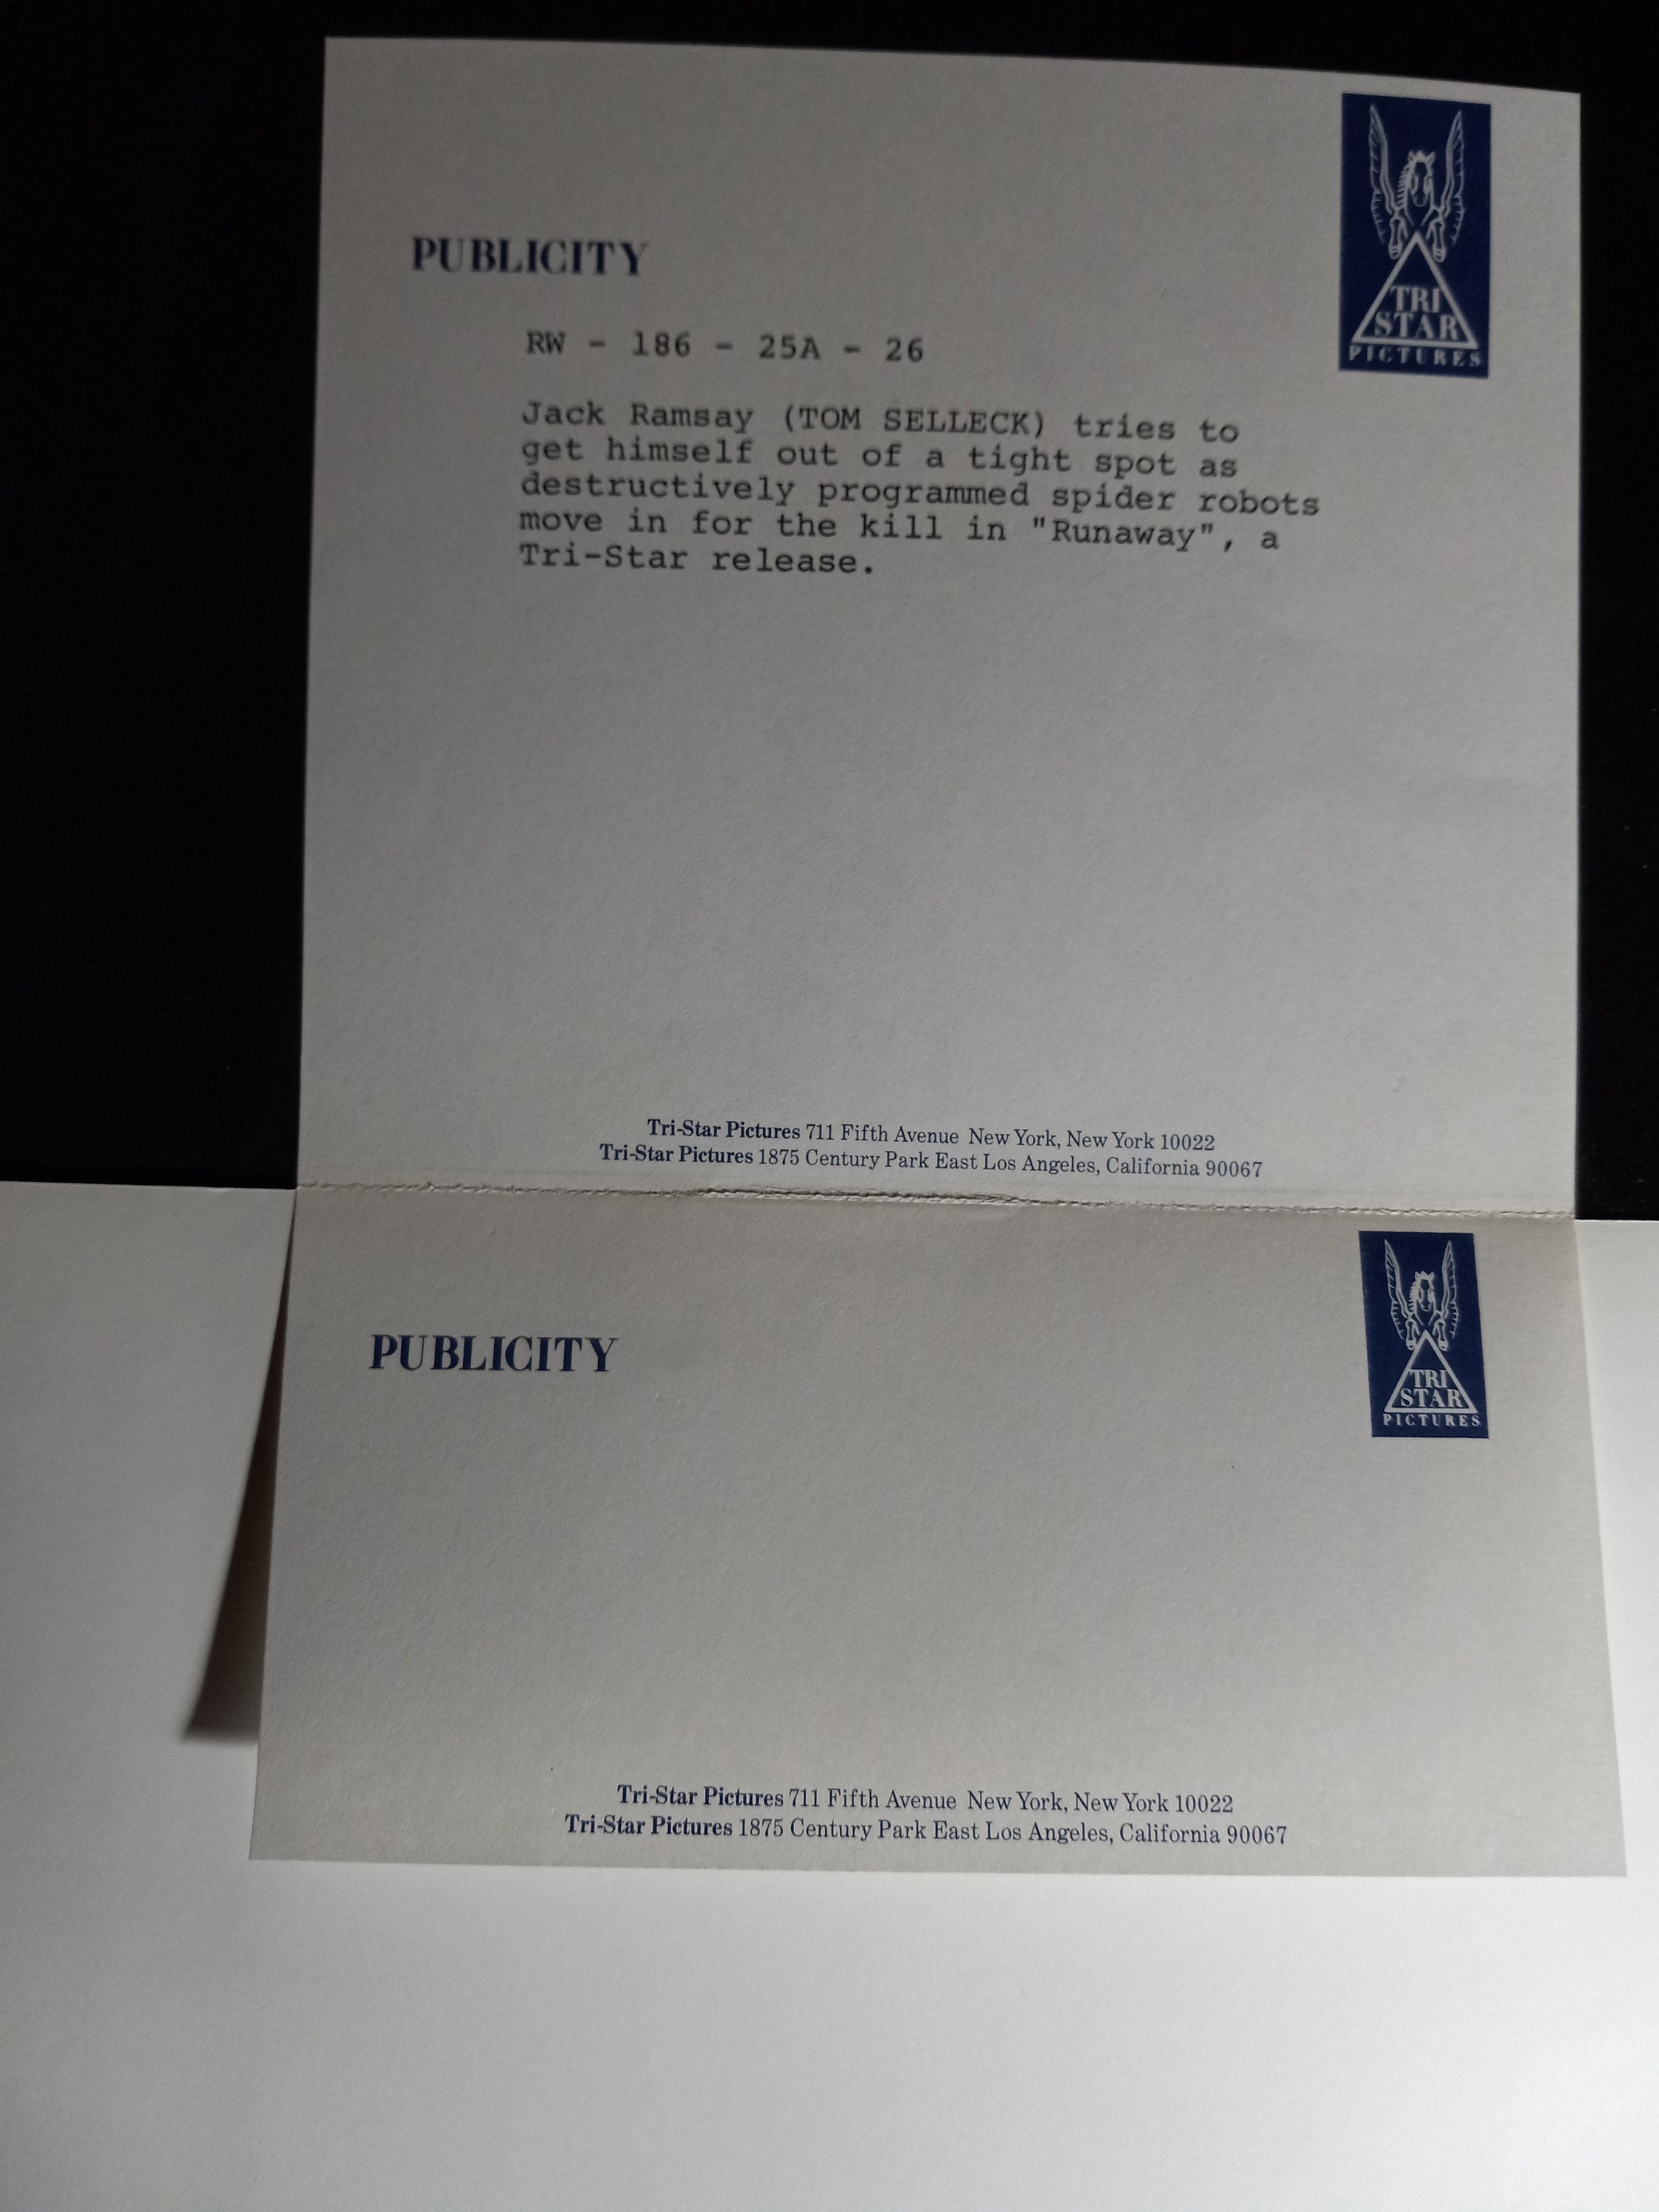 TRI
STAR
PICTURES
PUBLICITY
RW - 186 - 25A - 26
Jack Ramsay (TOM SELLECK) tries to
get himself out of a tight spot as
destructively programmed spider robots
move in for the kill in "Runaway", a
Tri-Star release.
Tri-Star Pictures 711 Fifth Avenue New York, New York 10022
Tri-Star Pictures 1875 Century Park East Los Angeles, California 90067
TRI
STAR
PICTURES
PUBLICITY
Tri-Star Pictures 711 Fifth Avenue New York, New York 10022
Tri-Star Pictures 1875 Century Park East Los Angeles, California 90067